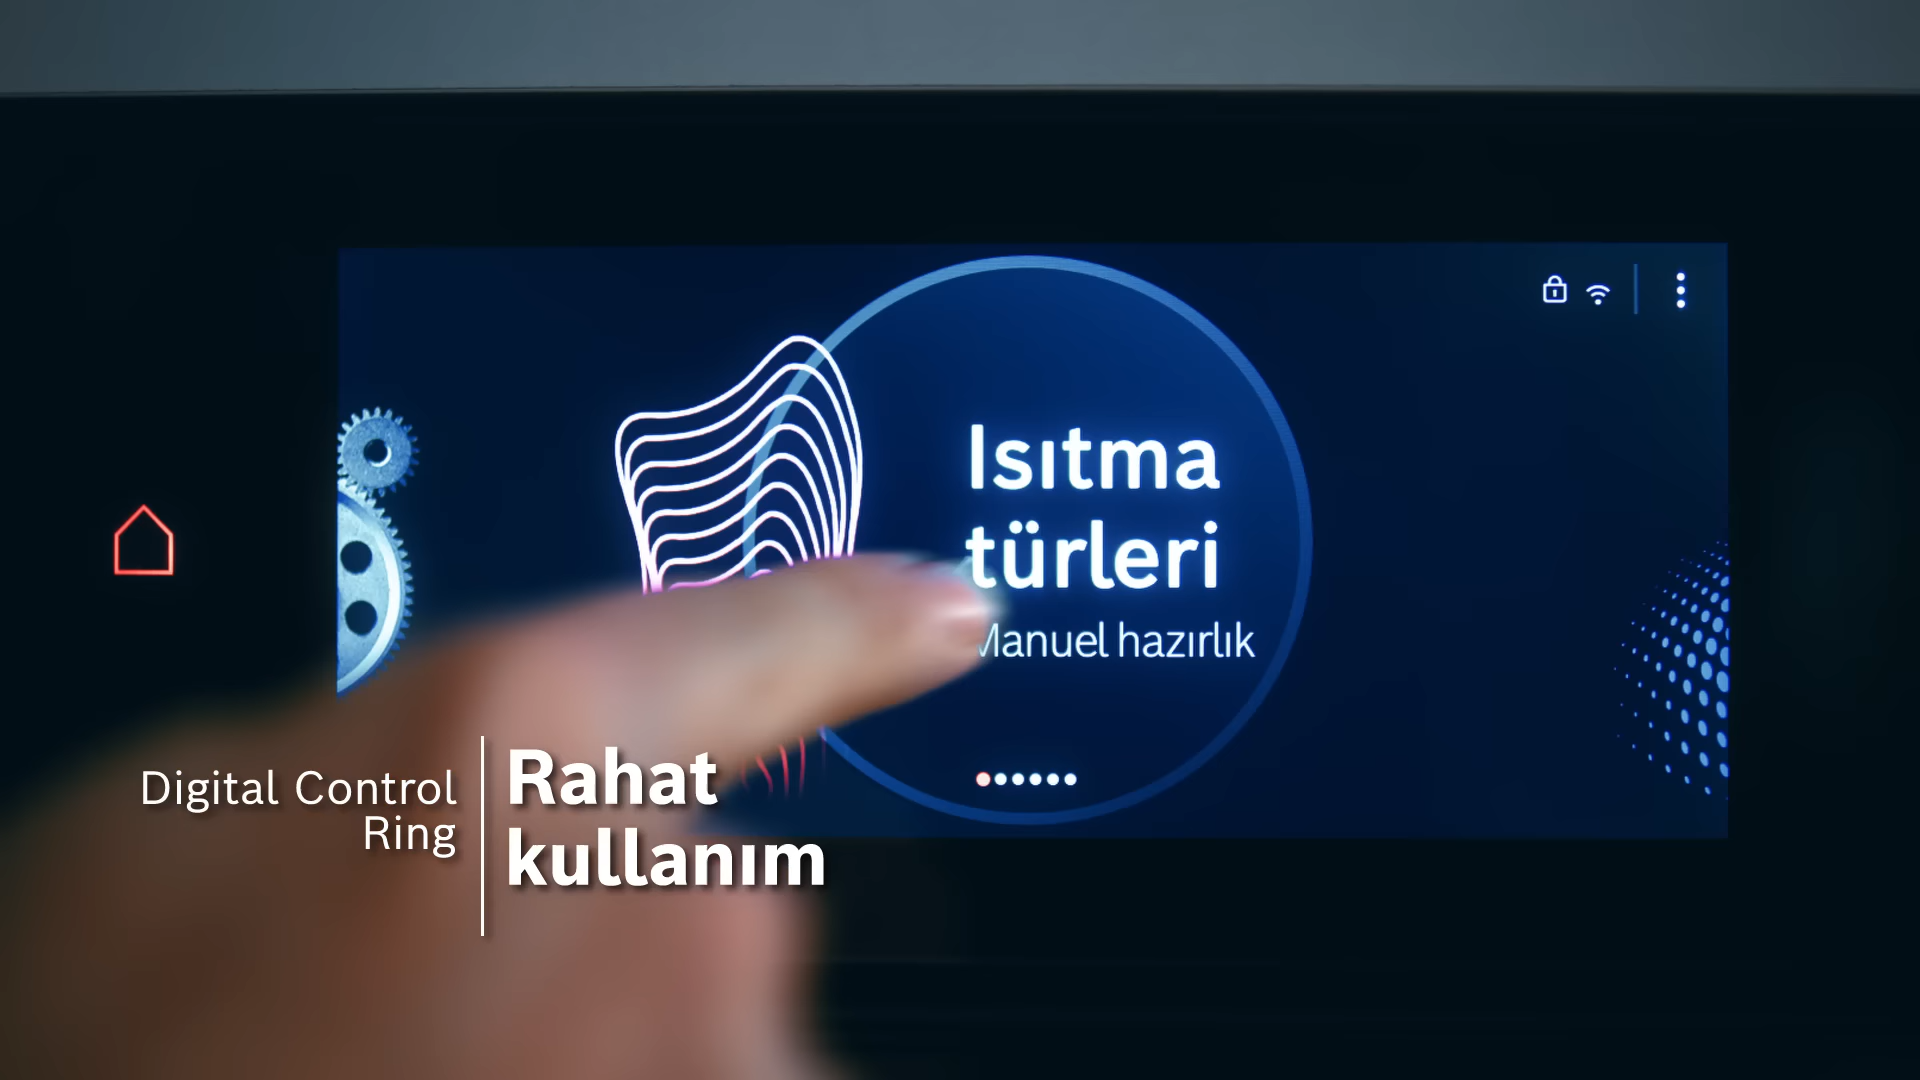 Isıtma
türleri
Manuel hazırlık
Digital Control
Ring
Rahat
kullanım